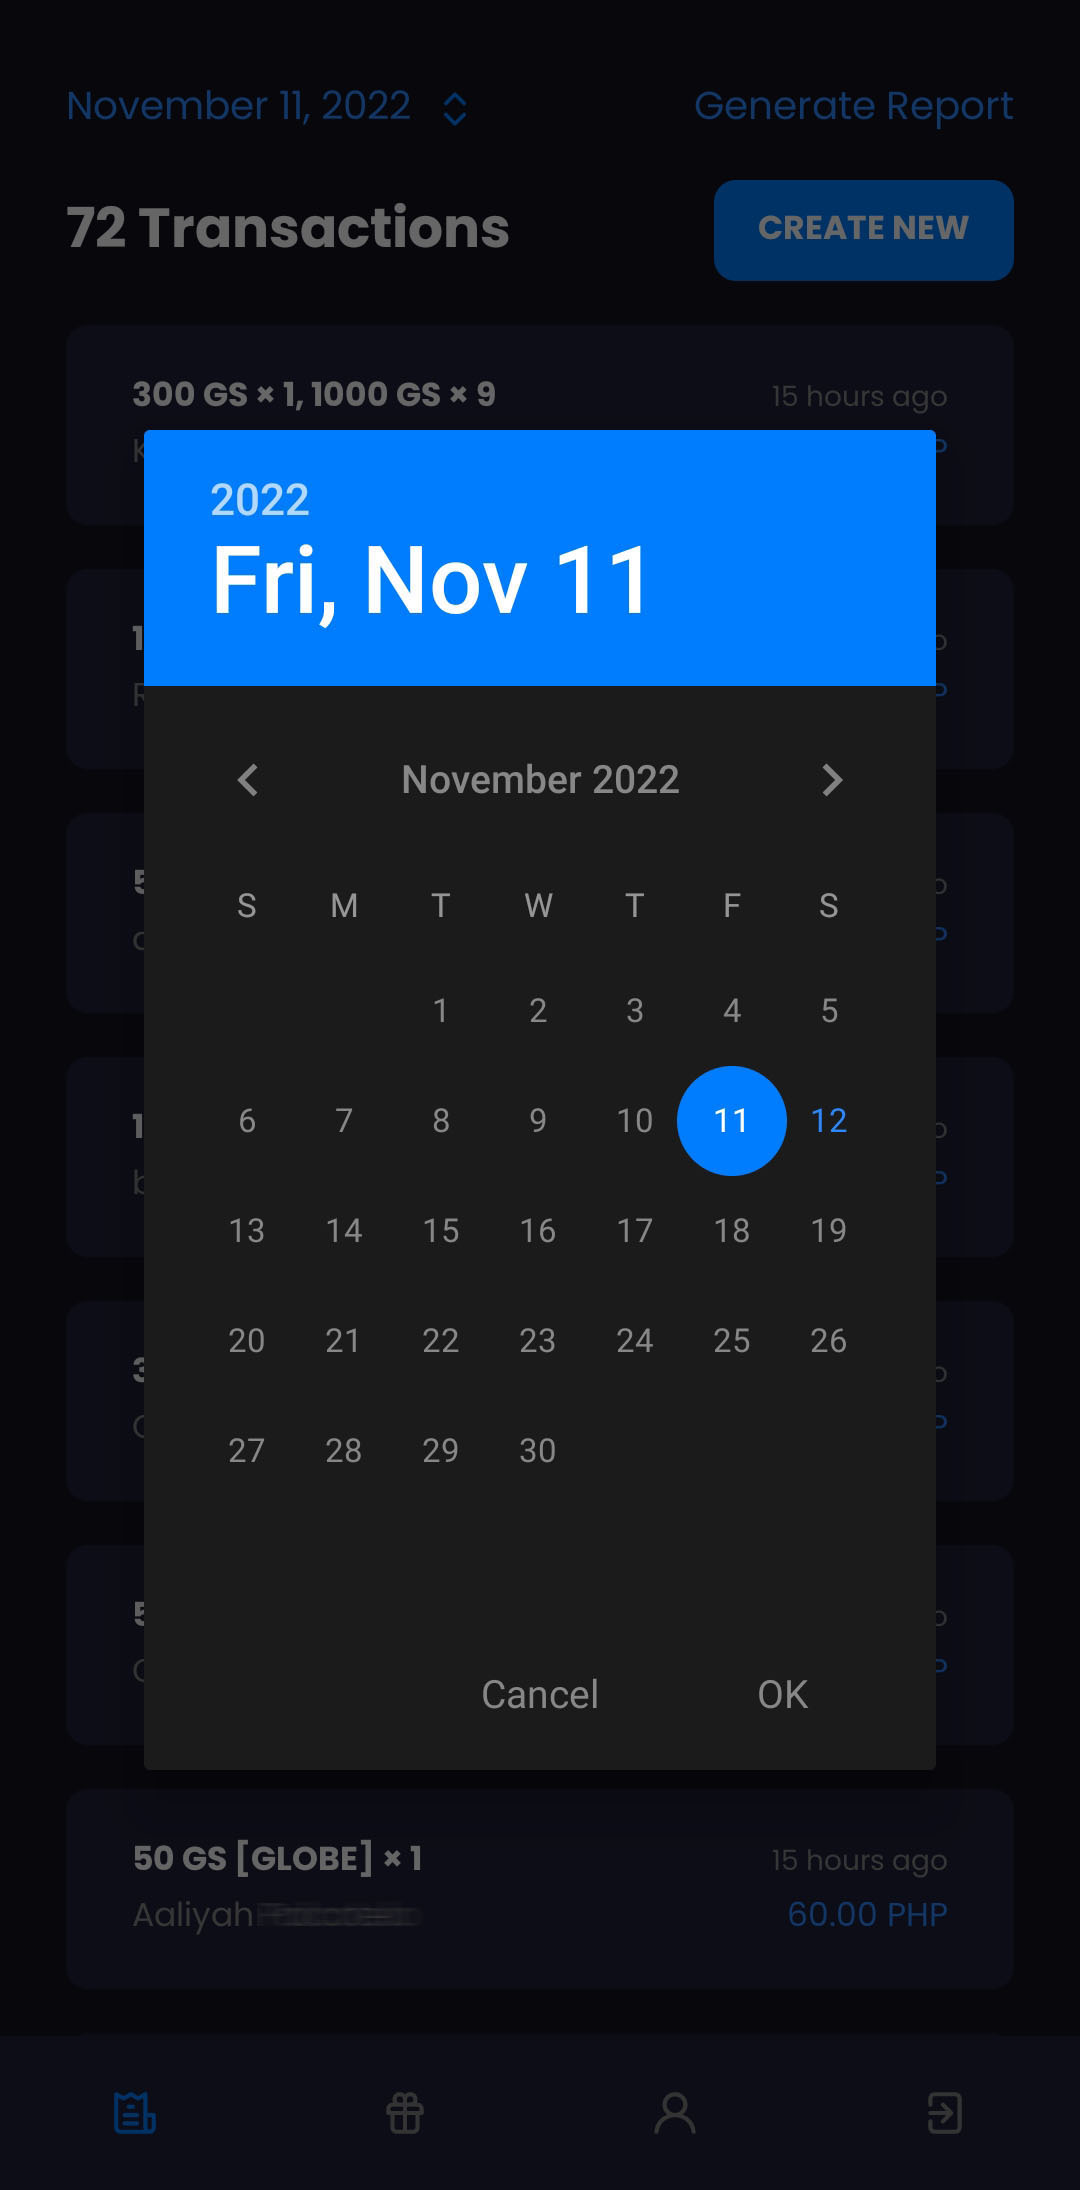 November 11, 2022
Generate Report
72 Transactions
CREATE NEW
300 GS × 1, 1000 GS × 9
15 hours ago
2022
Fri, Nov 11
November 2022
S M T W T F S
1 2 3 4 5
6 7 8 9 10 11 12
13 14 15 16 17 18 19
20 21 22 23 24 25 26
27 28 29 30
Cancel OK
50 GS [GLOBE] × 1
15 hours ago
Aaliyah
60.00 PHP